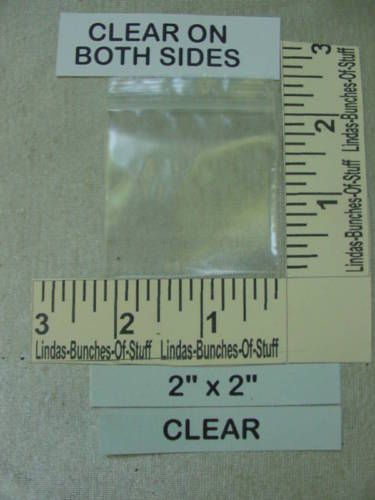 CLEAR ON
BOTH SIDES
3
2
1
Lindas-Bunches-Of-Stuff Lindas-Bunches-Of-Stuff
3 2 1
Lindas-Bunches-Of-Stuff Lindas-Bunches-Of-Stuff
2" x 2"
CLEAR